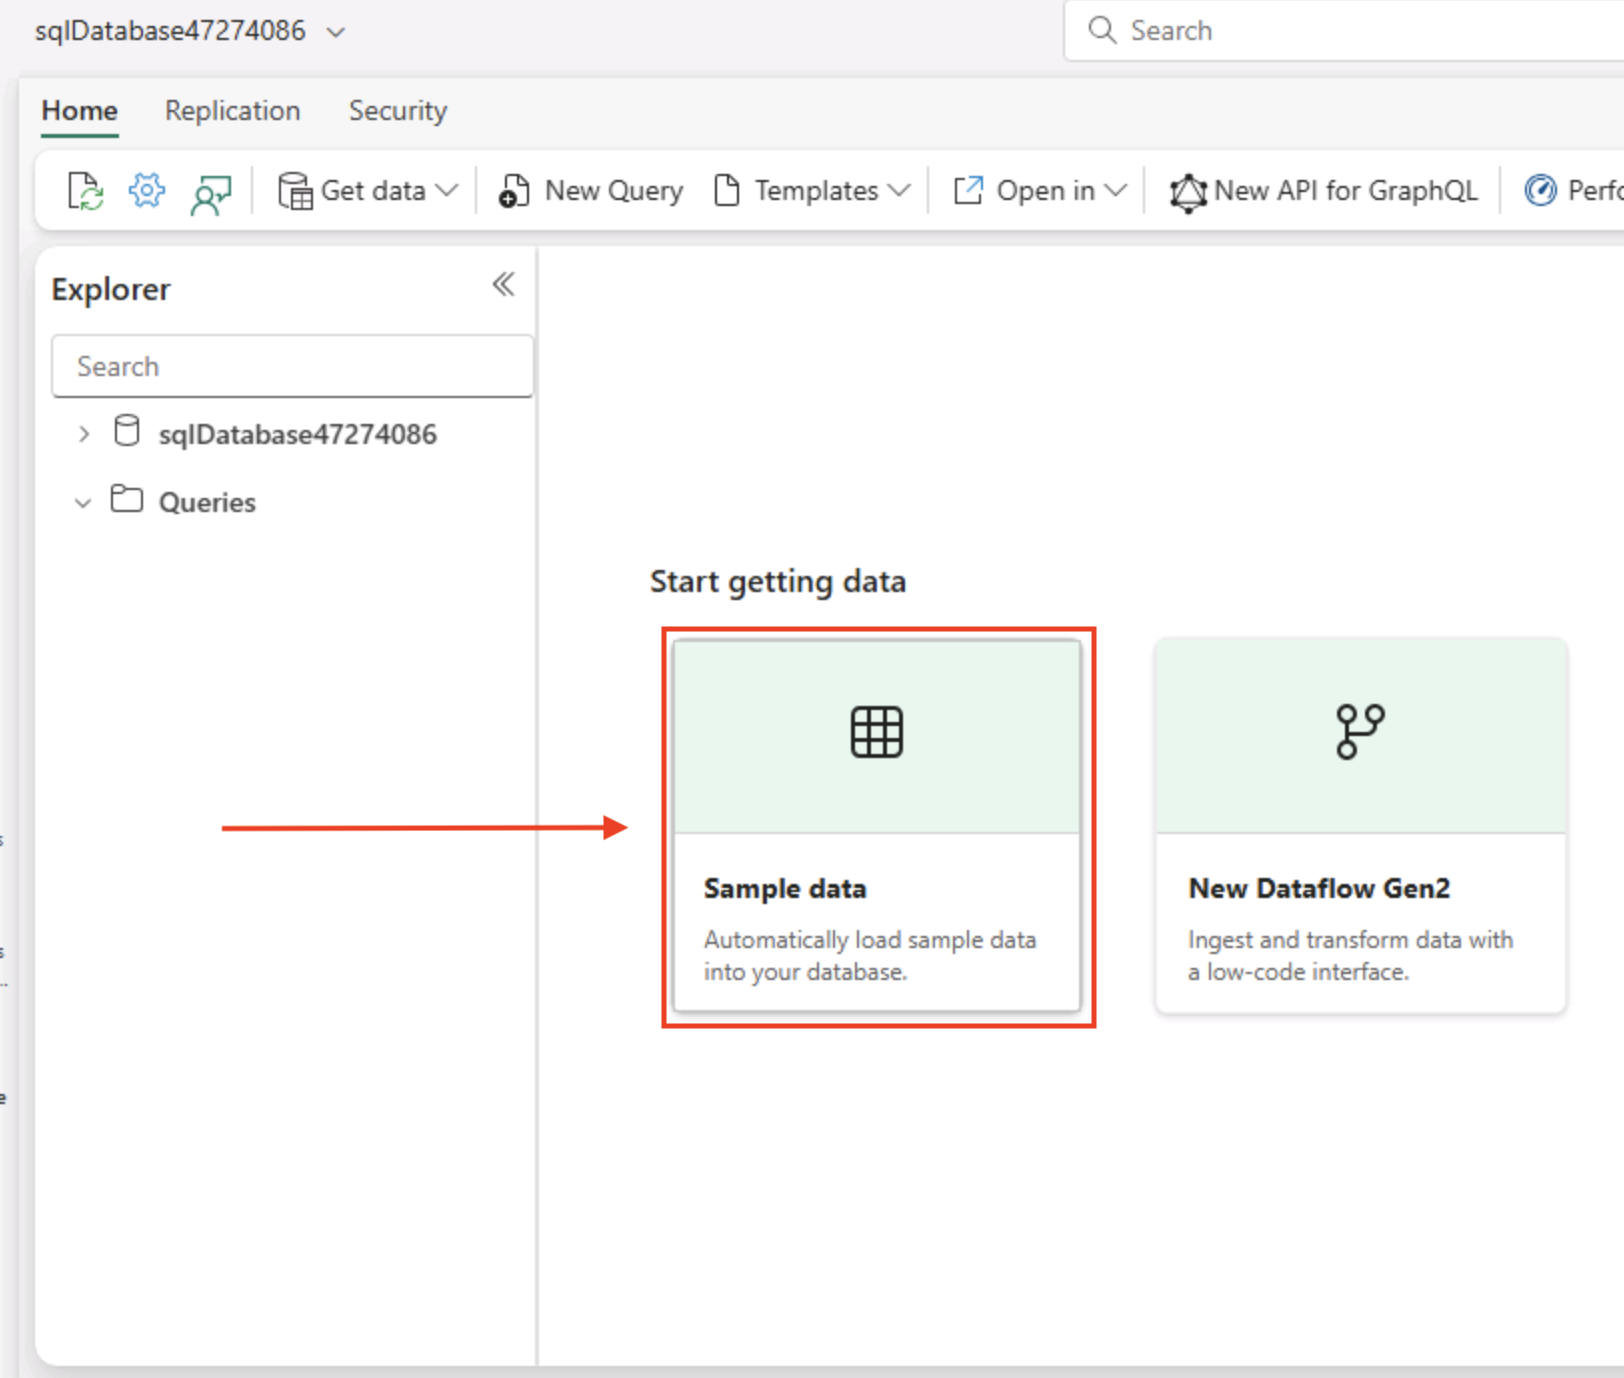 sqlDatabase47274086
Search
Home Replication Security
Get data New Query Templates Open in New API for GraphQL
Explorer
Search
sqlDatabase47274086
Queries
Start getting data
Sample data
Automatically load sample data
into your database.
New Dataflow Gen2
Ingest and transform data with
a low-code interface.